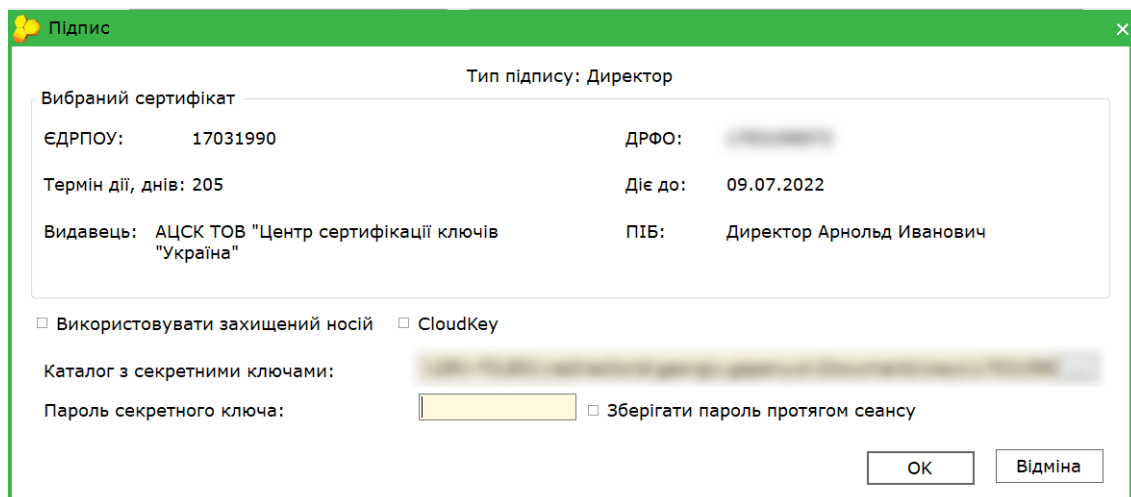 Підпис
Тип підпису: Директор
Вибраний сертифікат
ЄДРПОУ: 17031990 ДРФО:
Термін дії, днів: 205 Діє до: 09.07.2022
Видавець: АЦСК ТОВ "Центр сертифікації ключів ПІБ: Директор Арнольд Иванович
"Україна"
Використовувати захищений носій CloudKey
Каталог з секретними ключами:
Пароль секретного ключа: Зберігати пароль протягом сеансу
ОК Відміна